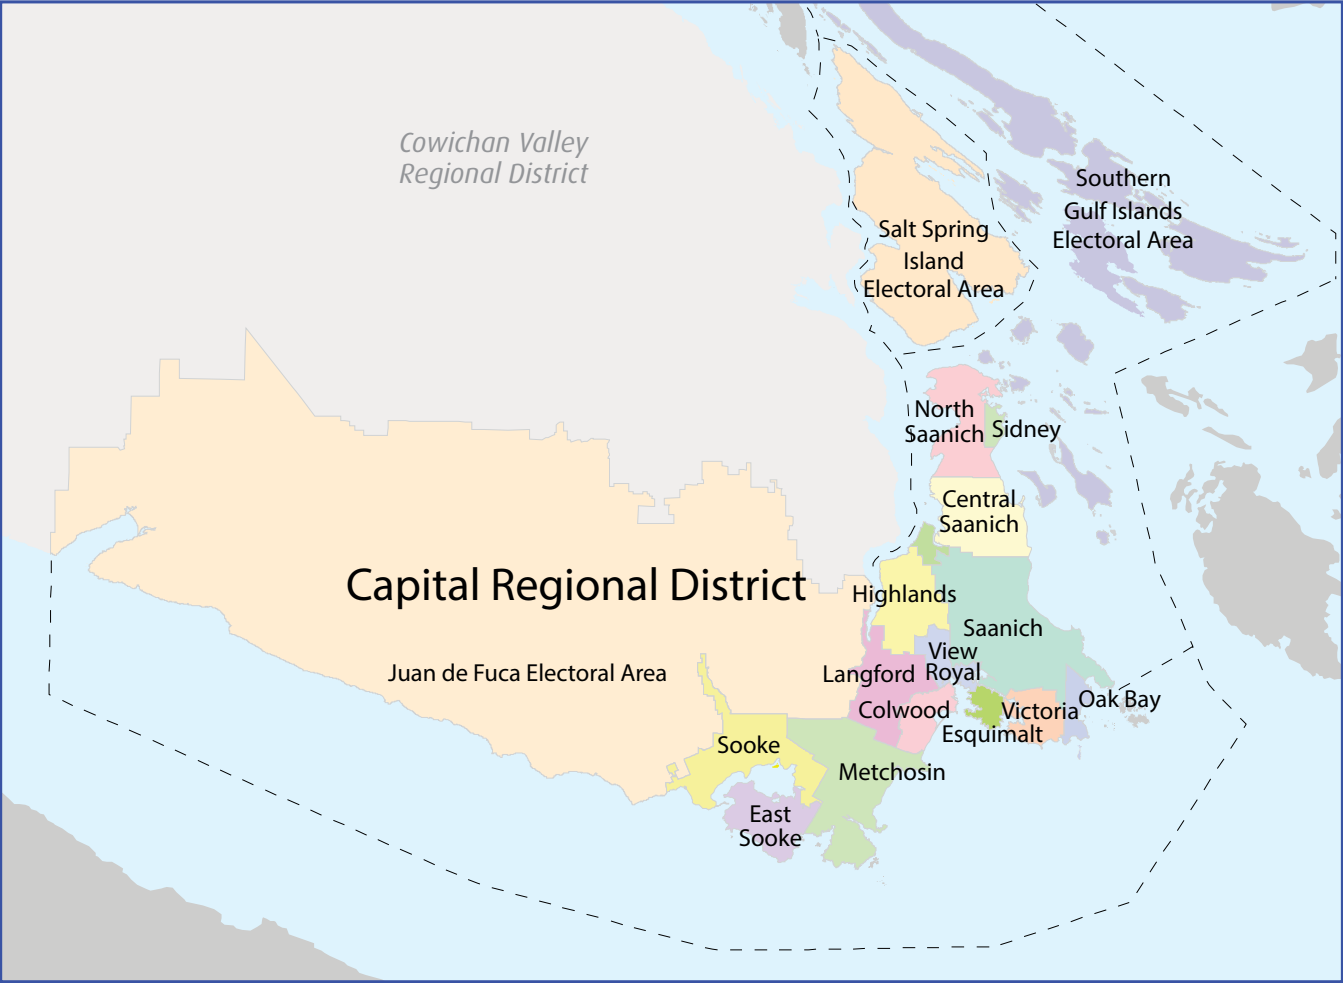 Cowichan Valley
Regional District
Southern
Gulf Islands
Electoral Area
Salt Spring
Island
Electoral Area
North
Saanich
Sidney
Central
Saanich
Capital Regional District
Highlands
Saanich
View
Royal
Juan de Fuca Electoral Area
Langford
Colwood
Victoria
Oak Bay
Esquimalt
Sooke
Metchosin
East
Sooke